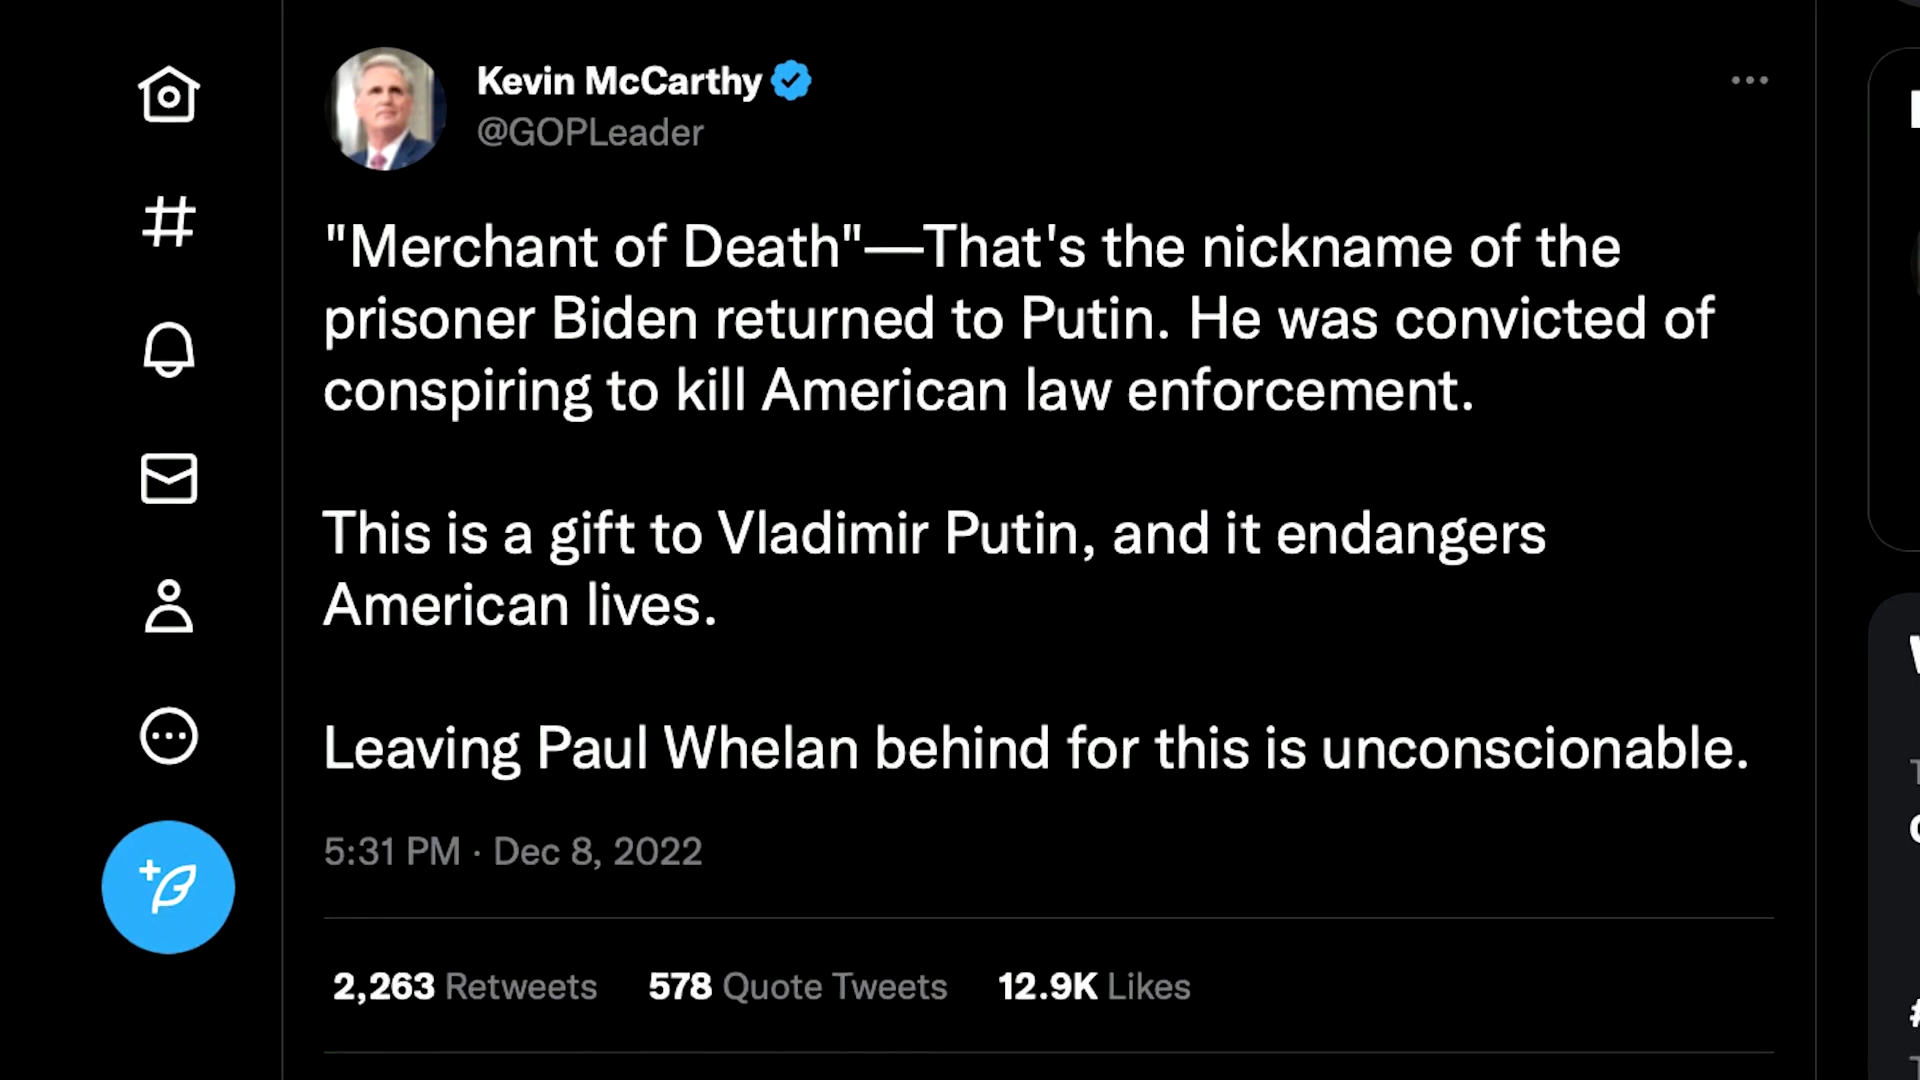 Kevin McCarthy
@GOPLeader
"Merchant of Death"—That's the nickname of the
prisoner Biden returned to Putin. He was convicted of
conspiring to kill American law enforcement.
This is a gift to Vladimir Putin, and it endangers
American lives.
Leaving Paul Whelan behind for this is unconscionable.
5:31 PM · Dec 8, 2022
2,263 Retweets 578 Quote Tweets 12.9K Likes